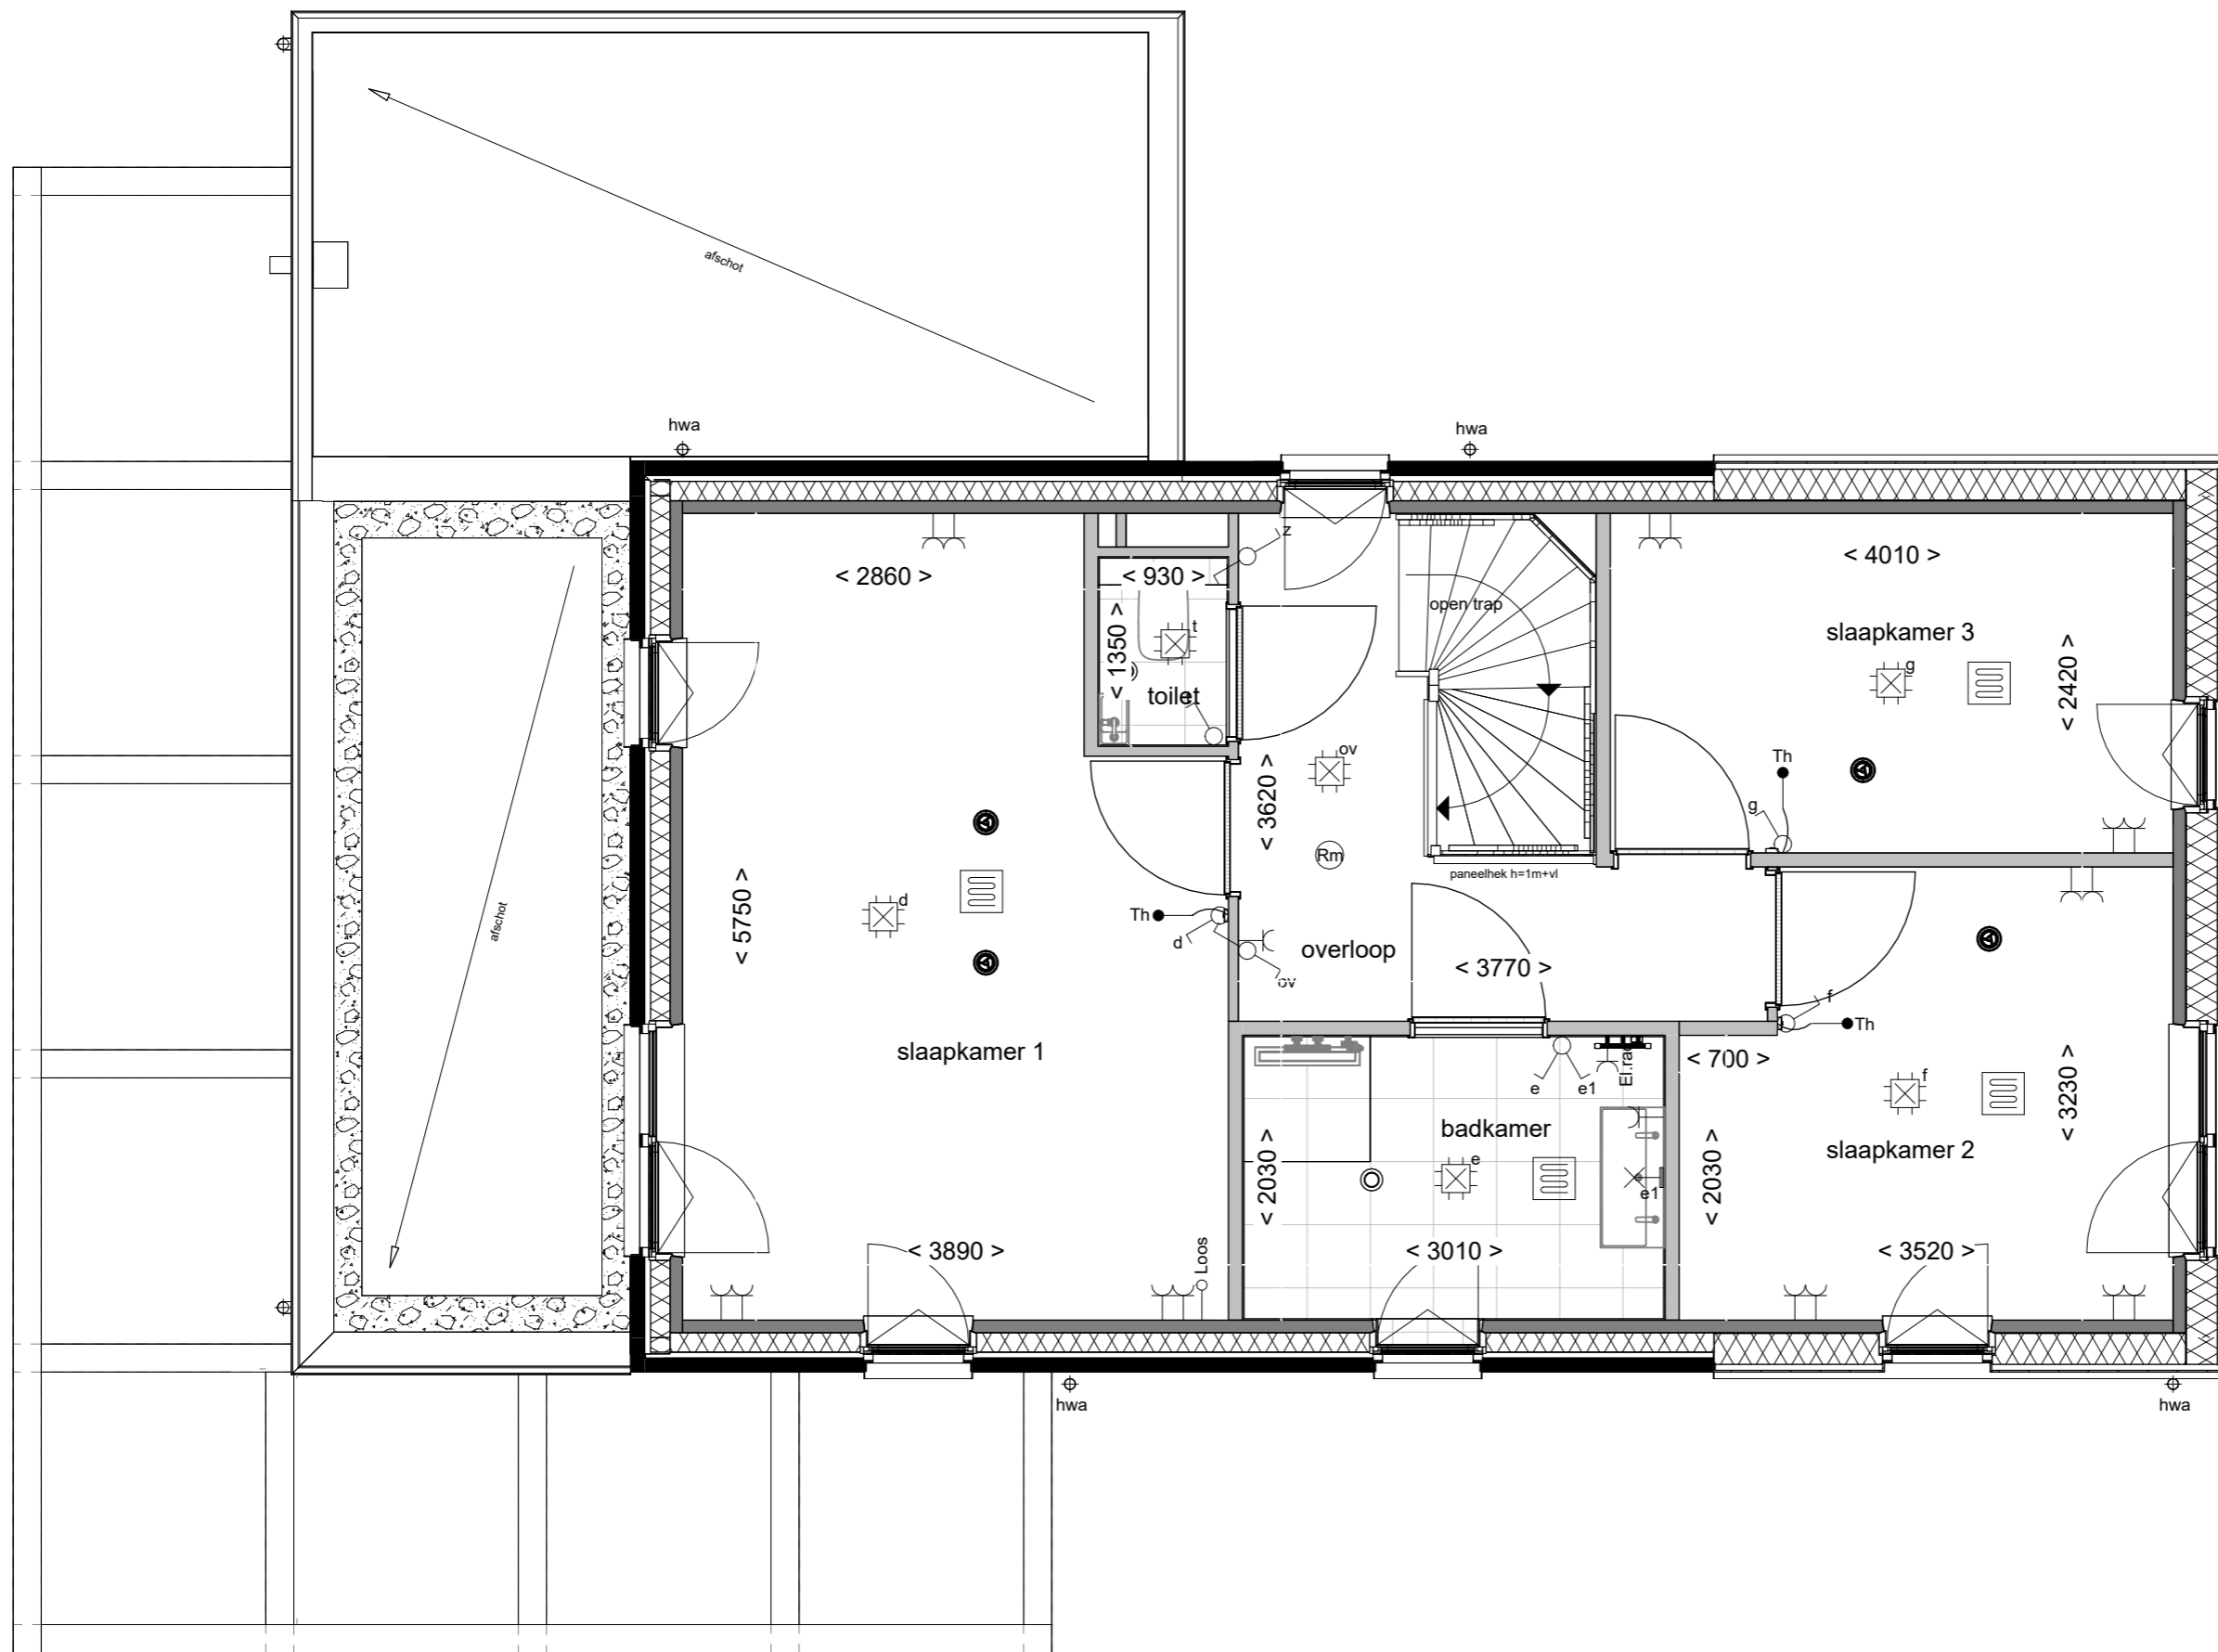 afschot
hwa
hwa
z
< 2860 >
< 930 >
< 4010 >
open trap
< 1350 >
t
slaapkamer 3
g
< 2420 >
toilet
ov
Th
< 3620 >
g
Rm
paneelhek h=1m+vl
d
< 5750 >
afschot
Th
d
overloop
ov
< 3770 >
f
Th
slaapkamer 1
El.rad
< 700 >
e
e1
f
< 3230 >
badkamer
slaapkamer 2
< 2030 >
e
e1
< 2030 >
Loos
< 3890 >
< 3010 >
< 3520 >
hwa
hwa